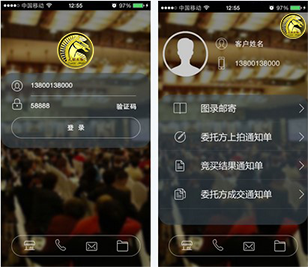 中国移动 12:55 97%
13800138000
58888 验证码
登 录
中国移动 12:55 97%
客户姓名
13800138000
图录邮寄
委托方上拍通知单
竞买结果通知单
委托方成交通知单